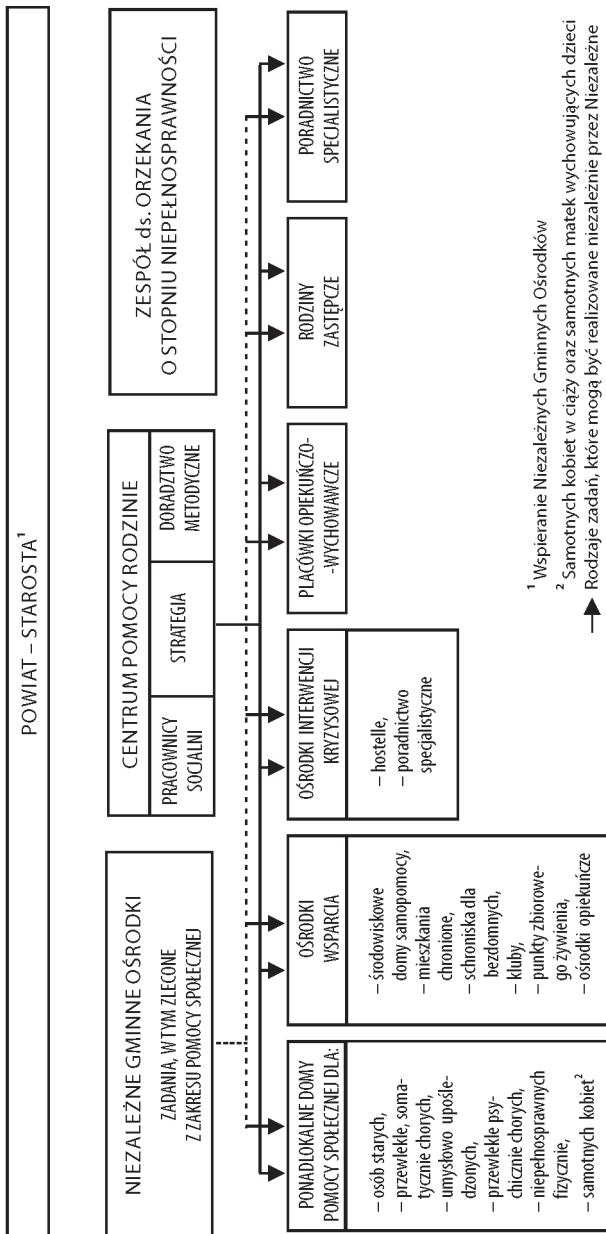 POWIAT – STAROSTA¹
NIEZALEŻNE GMINNE OŚRODKI
ZADANIA, W TYM ZLECONE
Z ZAKRESU POMOCY SPOŁECZNEJ
CENTRUM POMOCY RODZINIE
PRACOWNICY
SOCJALNI
STRATEGIA
DORADZTWO
METODYCZNE
ZESPÓŁ ds. ORZEKANIA
O STOPNIU NIEPEŁNOSPRAWNOŚCI
PONADLOKALNE DOMY
POMOCY SPOŁECZNEJ DLA:
– osób starych,
– przewlekle, soma-
tycznie chorych,
– umysłowo upośle-
dzonych,
– przewlekle psy-
chicznie chorych,
– niepełnosprawnych
fizycznie,
– samotnych kobiet²
OŚRODKI
WSPARCIA
– środowiskowe
domy samopomocy,
– mieszkania
chronione,
– schroniska dla
bezdomnych,
– kluby,
– punkty zbiorowe-
go żywienia,
– ośrodki opiekuńcze
OŚRODKI INTERWENCJI
KRYZYSOWEJ
– hostelle,
– poradnictwo
specjalistyczne
PLACÓWKI OPIEKUŃCZO-
-WYCHOWAWCZE
RODZINY
ZASTĘPCZE
PORADNICTWO
SPECJALISTYCZNE
¹ Wspieranie Niezależnych Gminnych Ośrodków
² Samotnych kobiet w ciąży oraz samotnych matek wychowujących dzieci
Rodzaje zadań, które mogą być realizowane niezależnie przez Niezależne